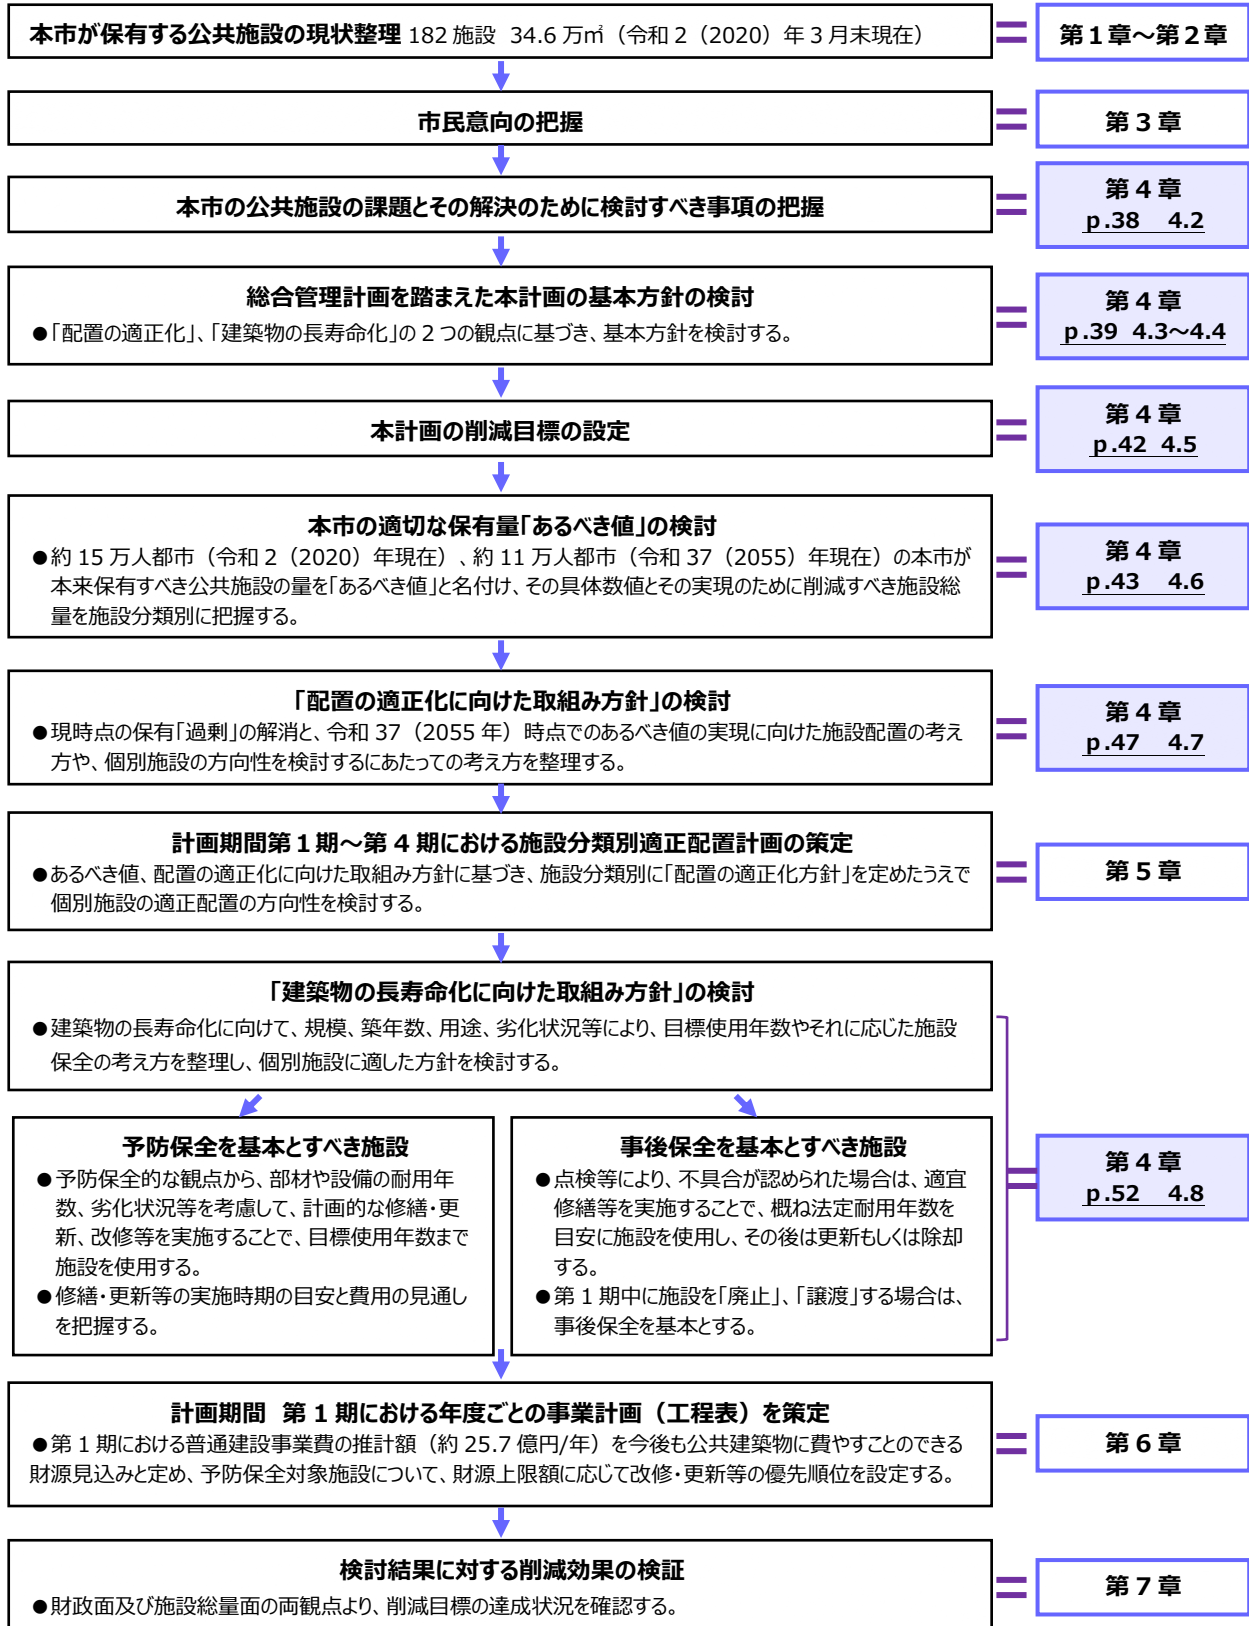 本市が保有する公共施設の現状整理 182 施設 34.6 万㎡（令和 2（2020）年 3 月末現在）
第 1 章～第 2 章
市民意向の把握
第 3 章
本市の公共施設の課題とその解決のために検討すべき事項の把握
第 4 章
p.38 4.2
総合管理計画を踏まえた本計画の基本方針の検討
●「配置の適正化」、「建築物の長寿命化」の 2 つの観点に基づき、基本方針を検討する。
第 4 章
p.39 4.3～4.4
本計画の削減目標の設定
第 4 章
p.42 4.5
本市の適切な保有量「あるべき値」の検討
●約 15 万人都市（令和 2（2020）年現在）、約 11 万人都市（令和 37（2055）年現在）の本市が
本来保有すべき公共施設の量を「あるべき値」と名付け、その具体数値とその実現のために削減すべき施設総
量を施設分類別に把握する。
第 4 章
p.43 4.6
「配置の適正化に向けた取組み方針」の検討
●現時点の保有「過剰」の解消と、令和 37（2055 年）時点でのあるべき値の実現に向けた施設配置の考え
方や、個別施設の方向性を検討するにあたっての考え方を整理する。
第 4 章
p.47 4.7
計画期間第 1 期～第 4 期における施設分類別適正配置計画の策定
●あるべき値、配置の適正化に向けた取組み方針に基づき、施設分類別に「配置の適正化方針」を定めたうえで
個別施設の適正配置の方向性を検討する。
第 5 章
「建築物の長寿命化に向けた取組み方針」の検討
●建築物の長寿命化に向けて、規模、築年数、用途、劣化状況等により、目標使用年数やそれに応じた施設
保全の考え方を整理し、個別施設に適した方針を検討する。
予防保全を基本とすべき施設
●予防保全的な観点から、部材や設備の耐用年
数、劣化状況等を考慮して、計画的な修繕・更
新、改修等を実施することで、目標使用年数まで
施設を使用する。
●修繕・更新等の実施時期の目安と費用の見通し
を把握する。
事後保全を基本とすべき施設
●点検等により、不具合が認められた場合は、適宜
修繕等を実施することで、概ね法定耐用年数を
目安に施設を使用し、その後は更新もしくは除却
する。
●第 1 期中に施設を「廃止」、「譲渡」する場合は、
事後保全を基本とする。
第 4 章
p.52 4.8
計画期間 第 1 期における年度ごとの事業計画（工程表）を策定
●第 1 期における普通建設事業費の推計額（約 25.7 億円/年）を今後も公共建築物に費やすことのできる
財源見込みと定め、予防保全対象施設について、財源上限額に応じて改修・更新等の優先順位を設定する。
第 6 章
検討結果に対する削減効果の検証
●財政面及び施設総量面の両観点より、削減目標の達成状況を確認する。
第 7 章